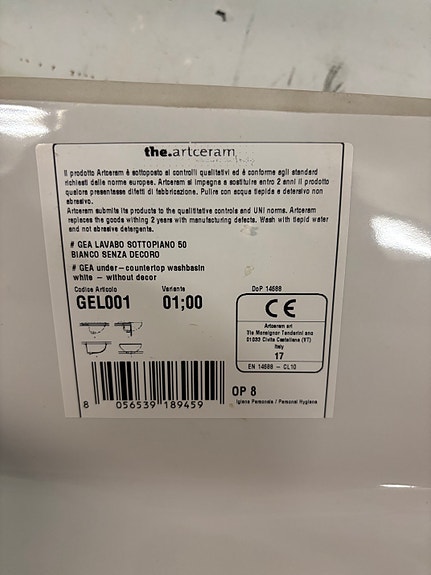 the.artceram
Il prodotto Artceram è sottoposto ai controlli qualitativi ed è conforme agli standard
richiesti dalle norme europee. Artceram si impegna a sostituire entro 2 anni il prodotto
qualora presentasse difetti di fabbricazione. Pulire con acqua tiepida e detersivo non
abrasivo.
Artceram submits its products to the qualititative controls and UNI norms. Artceram
replaces the goods withing 2 years with manufacturing defects. Wash with tiepid water
and not abrasive detergents.
# GEA LAVABO SOTTOPIANO 50
BIANCO SENZA DECORO
# GEA under-countertop washbasin
white - without decor
Codice Articolo Variante
GEL001 01;00
DoP 14688
CE
Artceram srl
Via Monsignor Tenderini snc
01033 Civita Castellana (VT)
Italy
17
EN 14688 - CL10
8 056539 189459
OP 8
Igiene Personale / Personal Hygiene